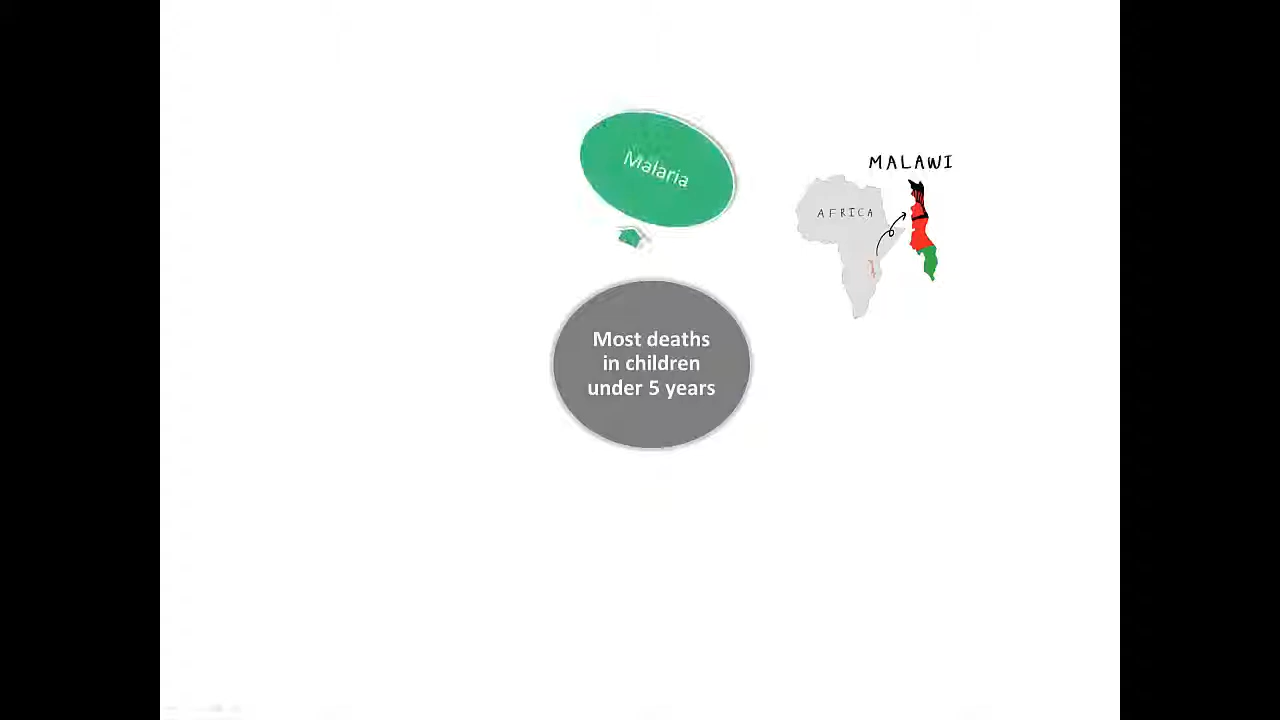 Malaria
MALAWI
AFRICA
Most deaths
in children
under 5 years